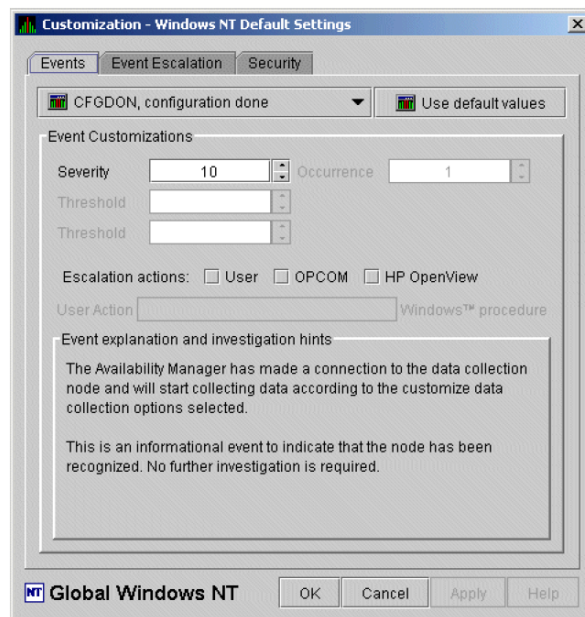 Customization - Windows NT Default Settings
Events Event Escalation Security
CFGDON, configuration done Use default values
Event Customizations
Severity 10 Occurrence 1
Threshold
Threshold
Escalation actions: User OPCOM HP OpenView
User Action Windows™ procedure
Event explanation and investigation hints
The Availability Manager has made a connection to the data collection
node and will start collecting data according to the customize data
collection options selected.
This is an informational event to indicate that the node has been
recognized. No further investigation is required.
NT Global Windows NT OK Cancel Apply Help